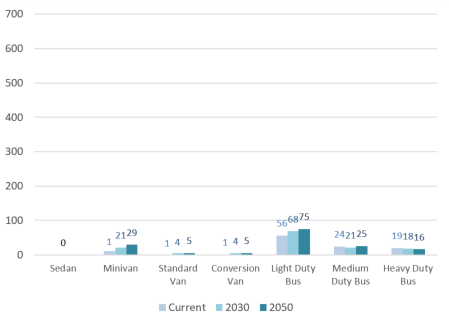 700
600
500
400
300
200
100
0
0
1 21 29
1 4 5
1 4 5
56 68 75
24 21 25
19 18 16
Sedan Minivan Standard Van Conversion Van Light Duty Bus Medium Duty Bus Heavy Duty Bus
Current 2030 2050